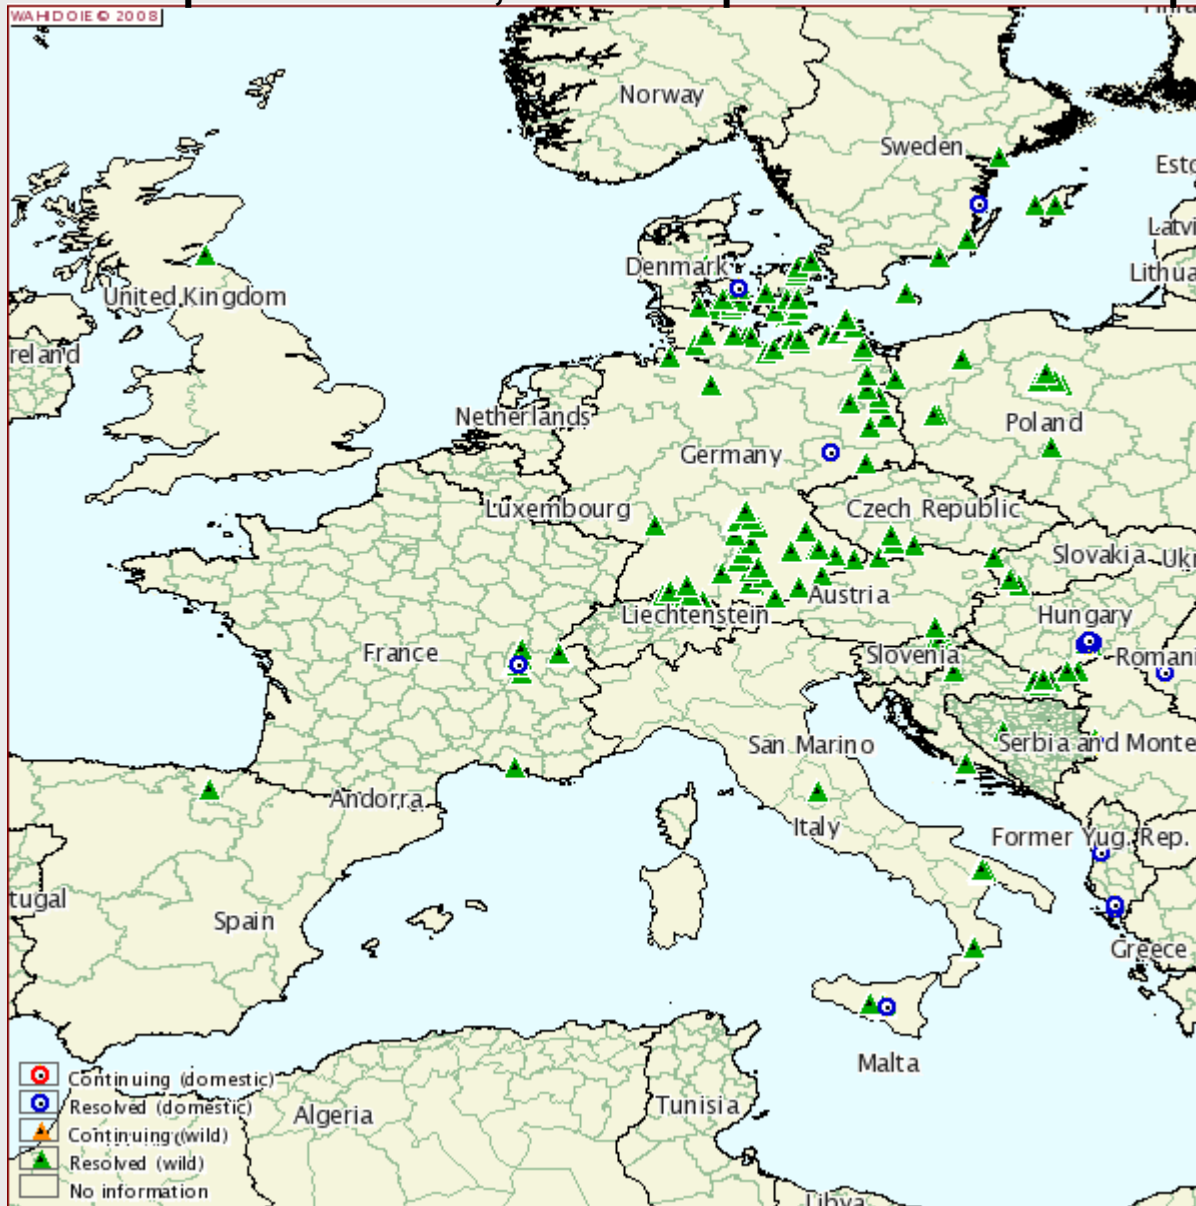 WAHID OIE © 2008
Norway
Sweden
Esto
Latvi
Denmark
Lithua
United Kingdom
reland
Netherlands
Poland
Germany
Luxembourg
Czech Republic
Slovakia
Ukr
Austria
Liechtenstein
Hungary
France
Slovenia
Romani
San Marino
Serbia and Monte
Andorra
Italy
Former Yug. Rep.
tugal
Spain
Greece
Malta
Continuing (domestic)
Resolved (domestic)
Algeria
Tunisia
Continuing (wild)
Resolved (wild)
No information
Libya